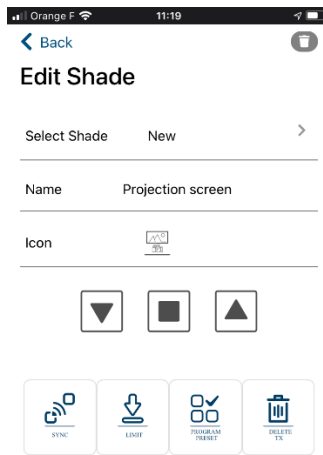 Orange F 11:19
Back
Edit Shade
Select Shade New
Name Projection screen
Icon
SYNC LIMIT PROGRAM PRESET DELETE TX